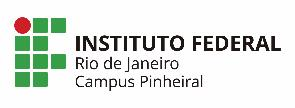 INSTITUTO FEDERAL
Rio de Janeiro
Campus Pinheiral